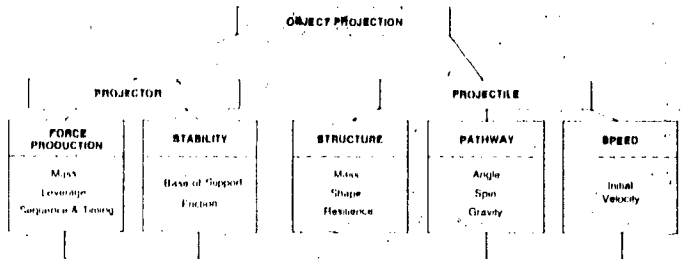 OBJECT PROJECTION
PROJECTOR
PROJECTILE
FORCE
PRODUCTION
Mass
Leverage
Sequence & Timing
STABILITY
Base of Support
Friction
STRUCTURE
Mass
Shape
Resilience
PATHWAY
Angle
Spin
Gravity
SPEED
Initial
Velocity